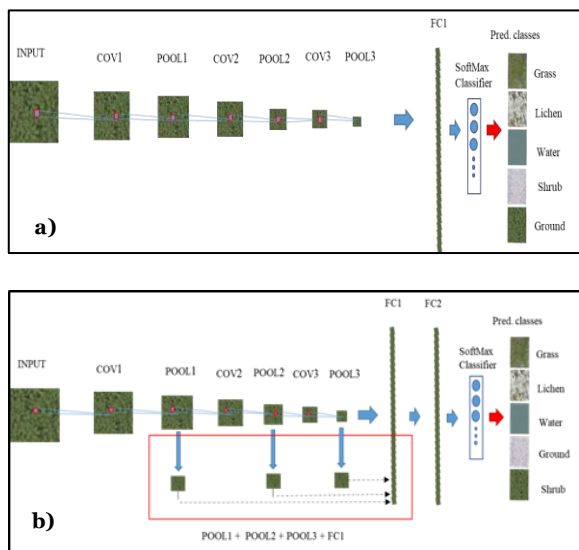 FC1
INPUT COV1 POOL1 COV2 POOL2 COV3 POOL3
Pred. classes
SoftMax
Classifier
Grass
Lichen
Water
Shrub
Ground
a)
FC1 FC2
Pred. classes
INPUT COV1 POOL1 COV2 POOL2 COV3 POOL3
SoftMax
Classifier
Grass
Lichen
Water
Ground
Shrub
POOL1 + POOL2 + POOL3 + FC1
b)